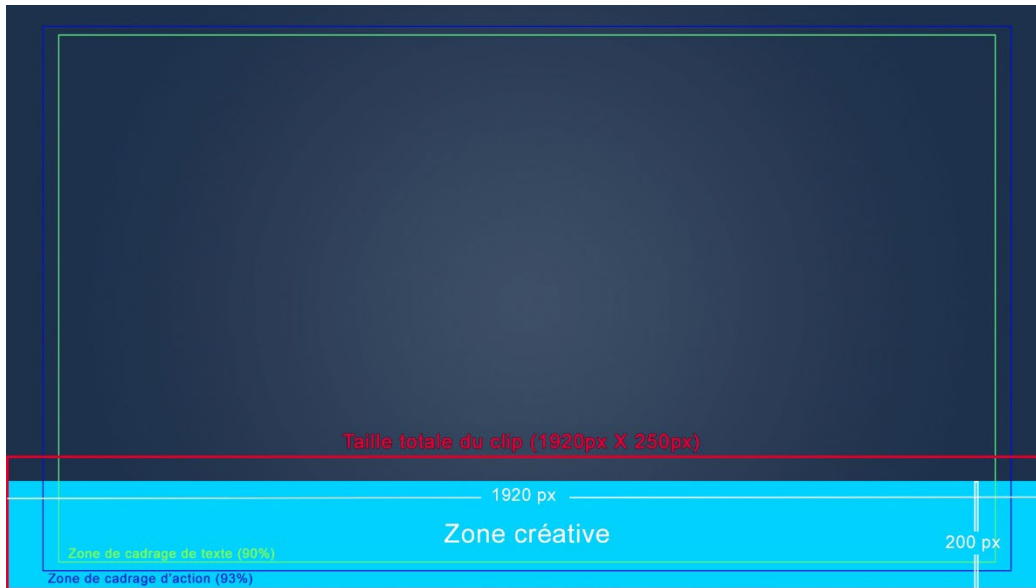 Taille totale du clip (1920px X 250px)
1920 px
Zone créative
200 px
Zone de cadrage de texte (90%)
Zone de cadrage d'action (93%)